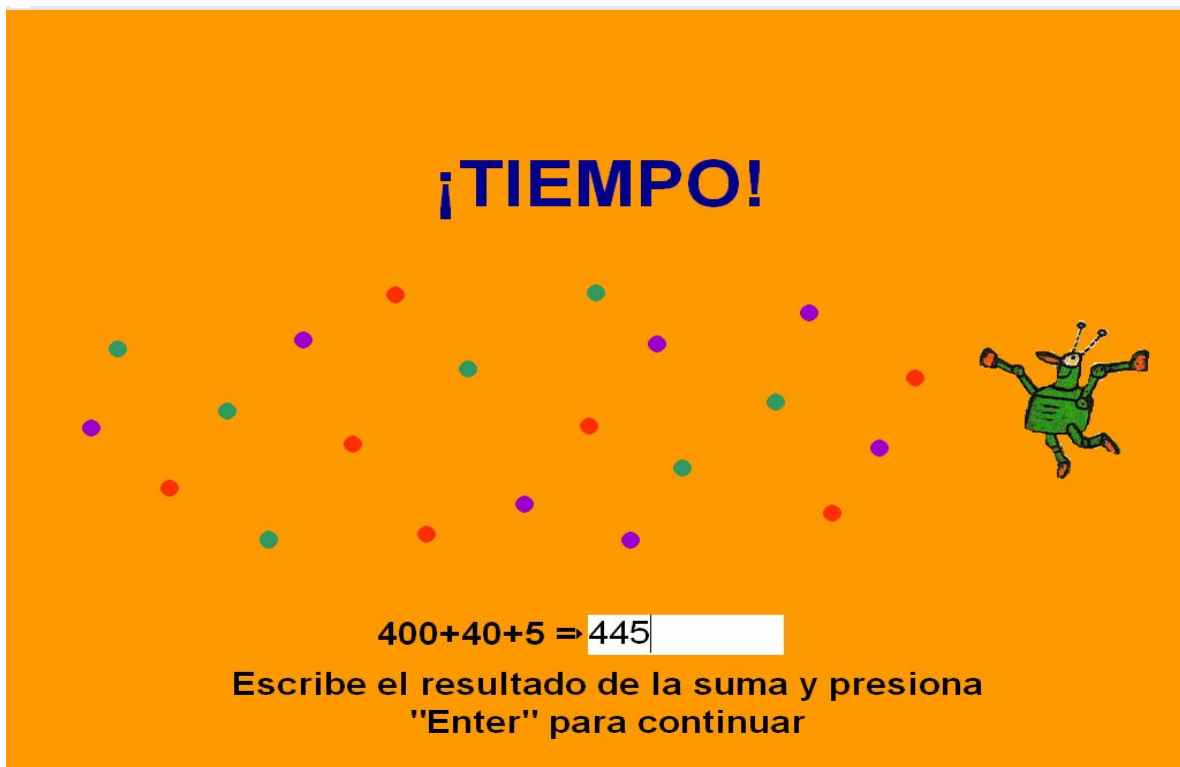 ¡TIEMPO!
400+40+5 = 445
Escribe el resultado de la suma y presiona
"Enter" para continuar